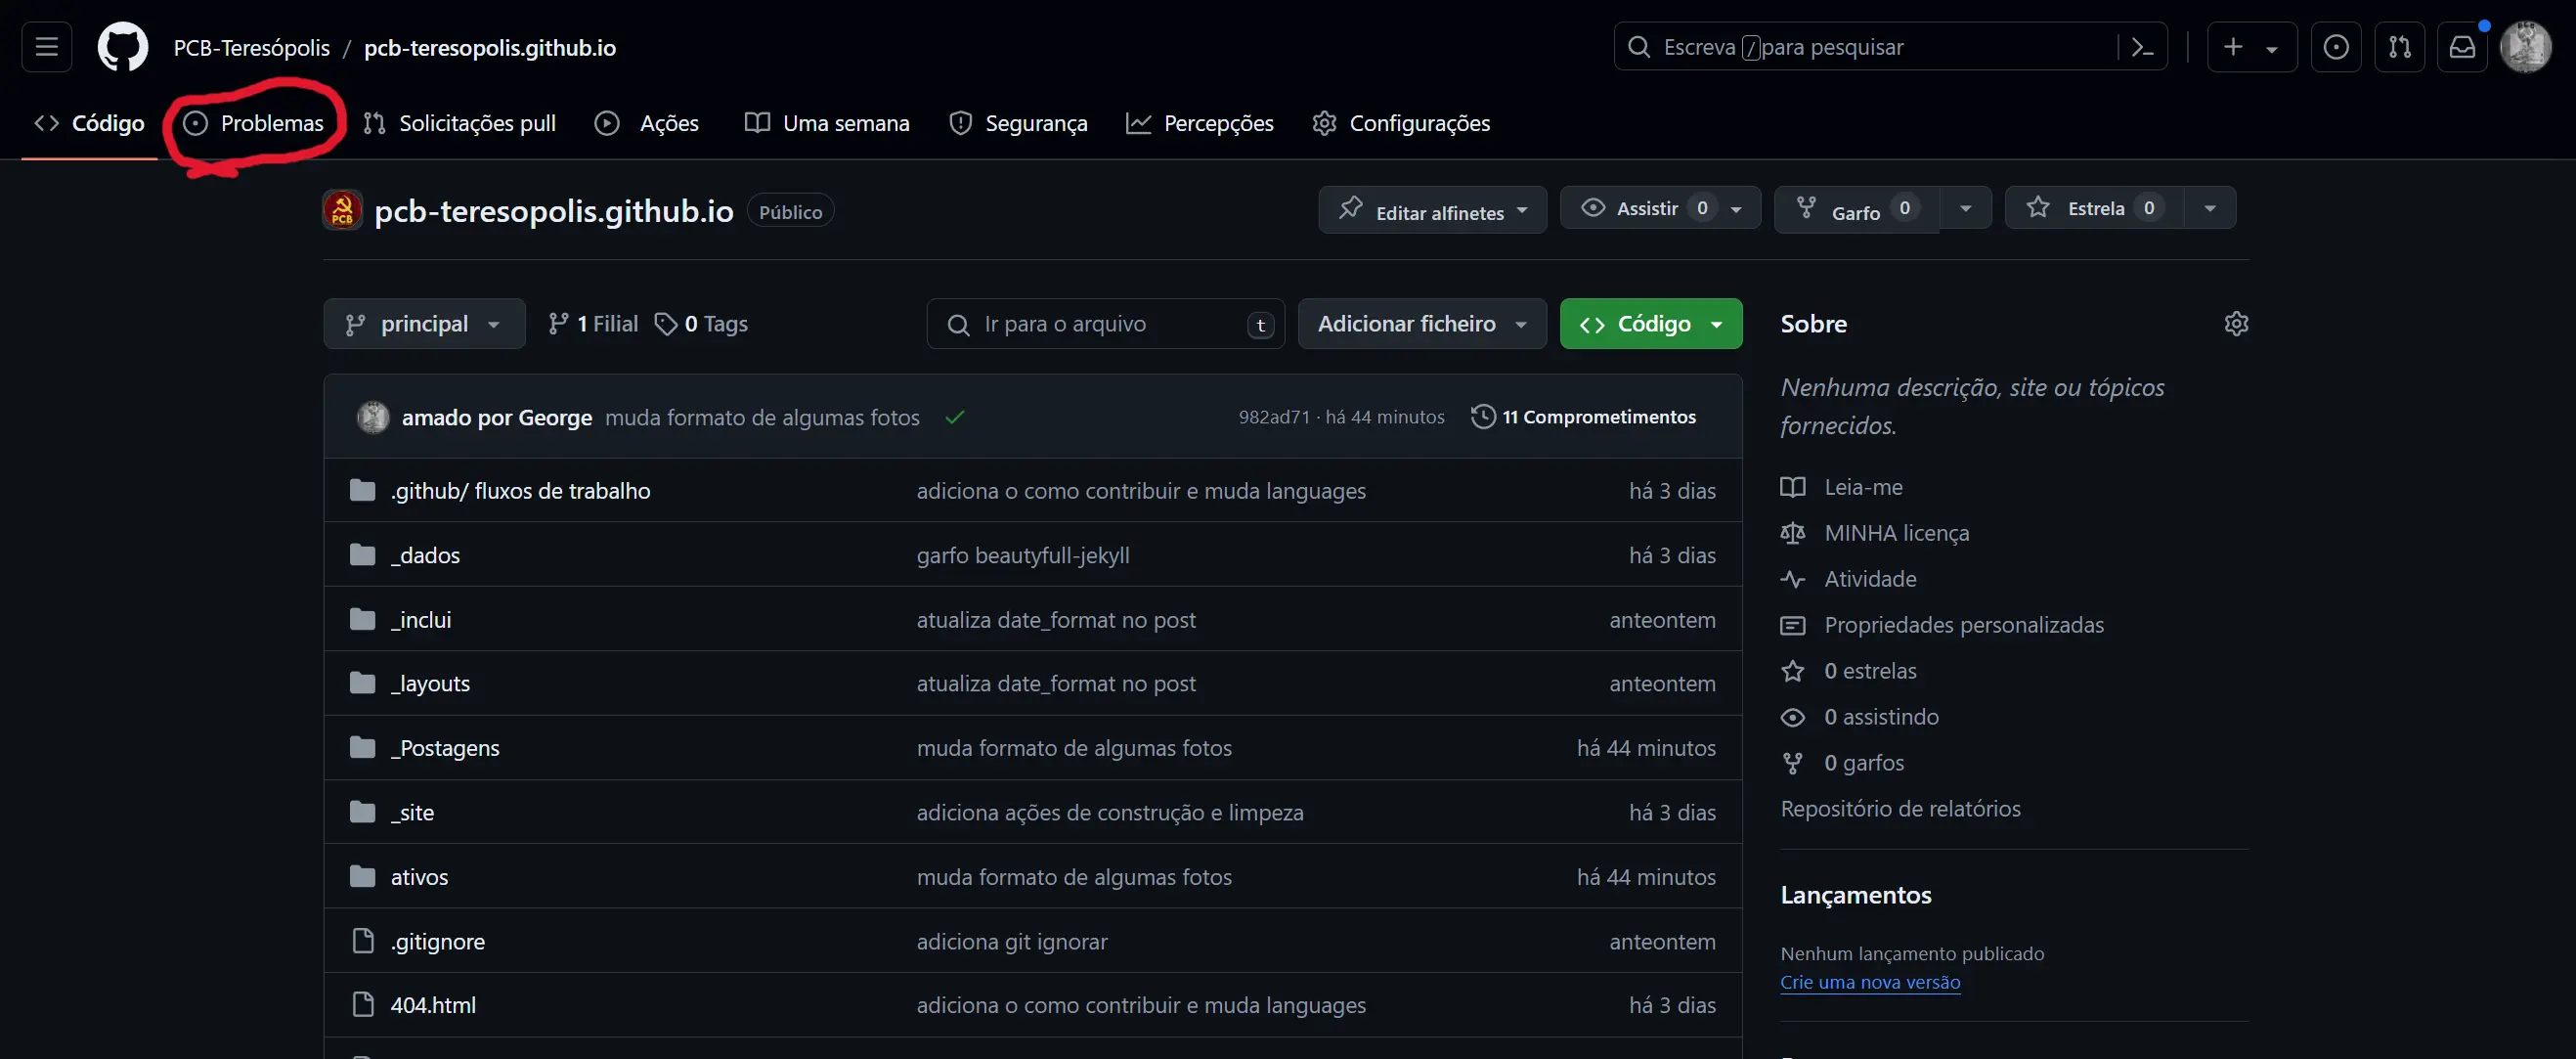 PCB-Teresópolis / pcb-teresopolis.github.io
Escreva / para pesquisar
Código
Problemas
Solicitações pull
Ações
Uma semana
Segurança
Percepções
Configurações
PCB
pcb-teresopolis.github.io Público
Editar alfinetes
Assistir 0
Garfo 0
Estrela 0
principal
1 Filial
0 Tags
Ir para o arquivo t
Adicionar ficheiro
Código
amado por George muda formato de algumas fotos 982ad71 · há 44 minutos 11 Comprometimentos
.github/ fluxos de trabalho adiciona o como contribuir e muda languages há 3 dias
_dados garfo beautyfull-jekyll há 3 dias
_inclui atualiza date_format no post anteontem
_layouts atualiza date_format no post anteontem
_Postagens muda formato de algumas fotos há 44 minutos
_site adiciona ações de construção e limpeza há 3 dias
ativos muda formato de algumas fotos há 44 minutos
.gitignore adiciona git ignorar anteontem
404.html adiciona o como contribuir e muda languages há 3 dias
Sobre
Nenhuma descrição, site ou tópicos
fornecidos.
Leia-me
MINHA licença
Atividade
Propriedades personalizadas
0 estrelas
0 assistindo
0 garfos
Repositório de relatórios
Lançamentos
Nenhum lançamento publicado
Crie uma nova versão